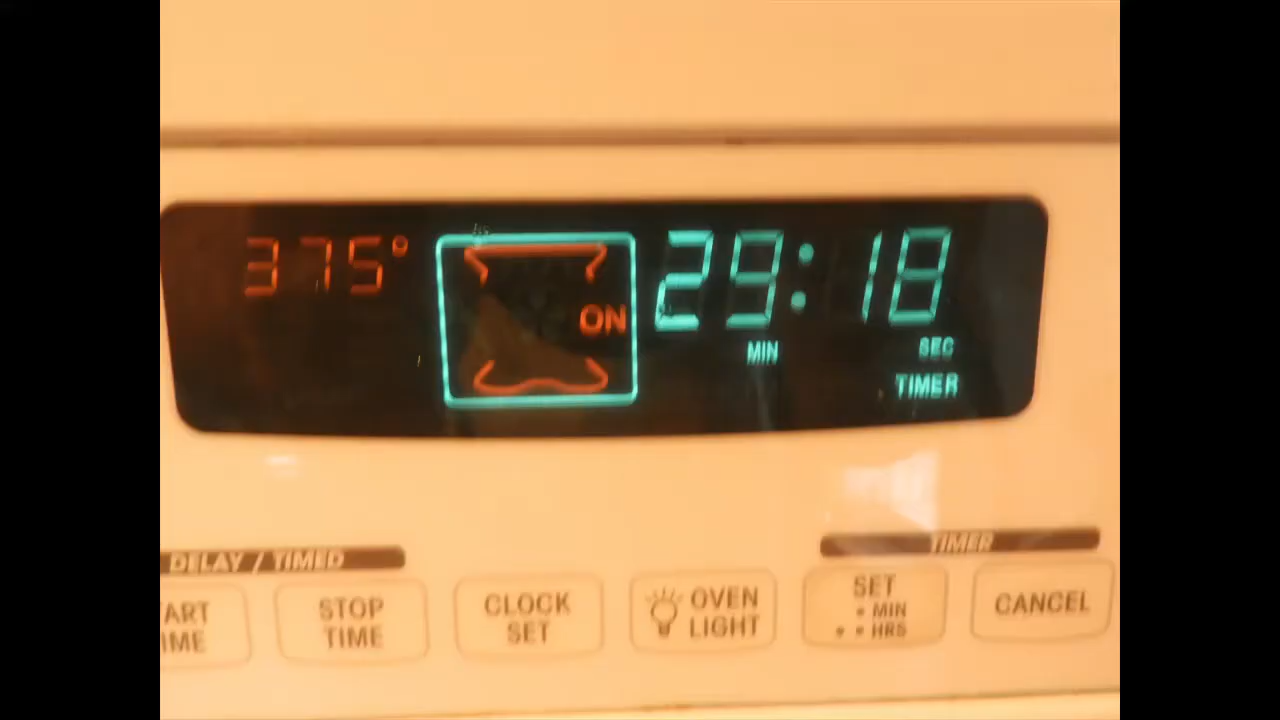 375° ON 29:18
MIN SEC
TIMER
DELAY / TIMED TIMER
ART STOP CLOCK OVEN SET CANCEL
IME TIME SET LIGHT • MIN
• • HRS